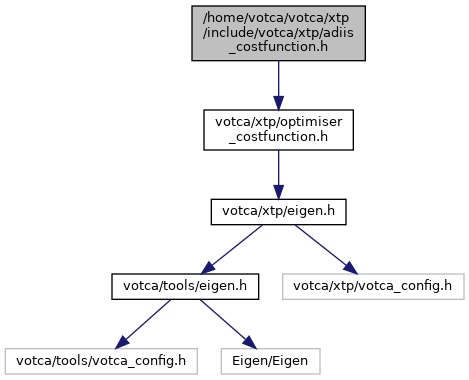 /home/votca/votca/xtp
/include/votca/xtp/adiis
_costfunction.h
votca/xtp/optimiser
_costfunction.h
votca/xtp/eigen.h
votca/tools/eigen.h
votca/xtp/votca_config.h
votca/tools/votca_config.h
Eigen/Eigen